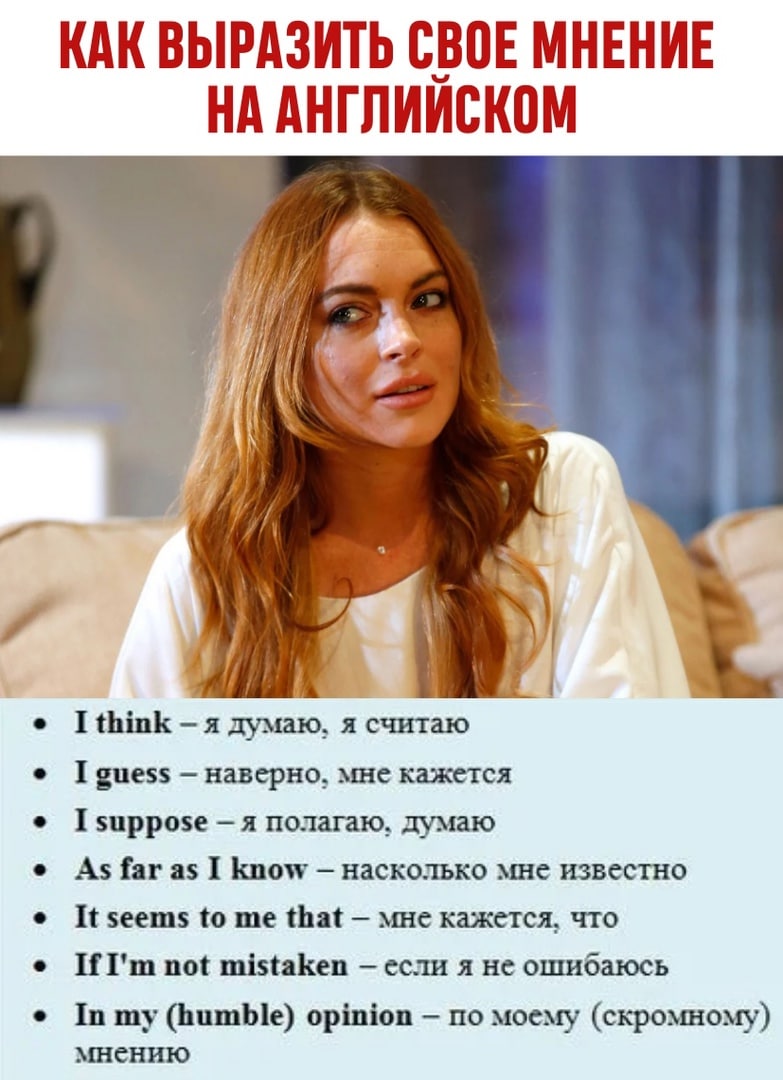 КАК ВЫРАЗИТЬ СВОЕ МНЕНИЕ
НА АНГЛИЙСКОМ
• I think – я думаю, я считаю
• I guess – наверно, мне кажется
• I suppose – я полагаю, думаю
• As far as I know – насколько мне известно
• It seems to me that – мне кажется, что
• If I'm not mistaken – если я не ошибаюсь
• In my (humble) opinion – по моему (скромному)
мнению